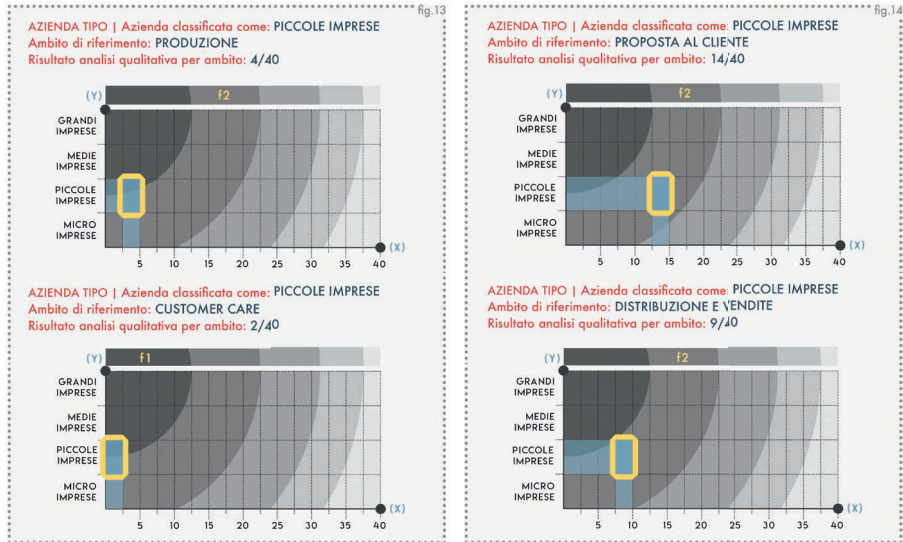 fig.13
AZIENDA TIPO | Azienda classificata come: PICCOLE IMPRESE
Ambito di riferimento: PRODUZIONE
Risultato analisi qualitativa per ambito: 4/40
(Y) f2
GRANDI
IMPRESE
MEDIE
IMPRESE
PICCOLE
IMPRESE
MICRO
IMPRESE
(X)
5 10 15 20 25 30 35 40
AZIENDA TIPO | Azienda classificata come: PICCOLE IMPRESE
Ambito di riferimento: CUSTOMER CARE
Risultato analisi qualitativa per ambito: 2/40
(Y) f1
GRANDI
IMPRESE
MEDIE
IMPRESE
PICCOLE
IMPRESE
MICRO
IMPRESE
(X)
5 10 15 20 25 30 35 40
fig.14
AZIENDA TIPO | Azienda classificata come: PICCOLE IMPRESE
Ambito di riferimento: PROPOSTA AL CLIENTE
Risultato analisi qualitativa per ambito: 14/40
(Y) f2
GRANDI
IMPRESE
MEDIE
IMPRESE
PICCOLE
IMPRESE
MICRO
IMPRESE
(X)
5 10 15 20 25 30 35 40
AZIENDA TIPO | Azienda classificata come: PICCOLE IMPRESE
Ambito di riferimento: DISTRIBUZIONE E VENDITE
Risultato analisi qualitativa per ambito: 9/40
(Y) f2
GRANDI
IMPRESE
MEDIE
IMPRESE
PICCOLE
IMPRESE
MICRO
IMPRESE
(X)
5 10 15 20 25 30 35 40